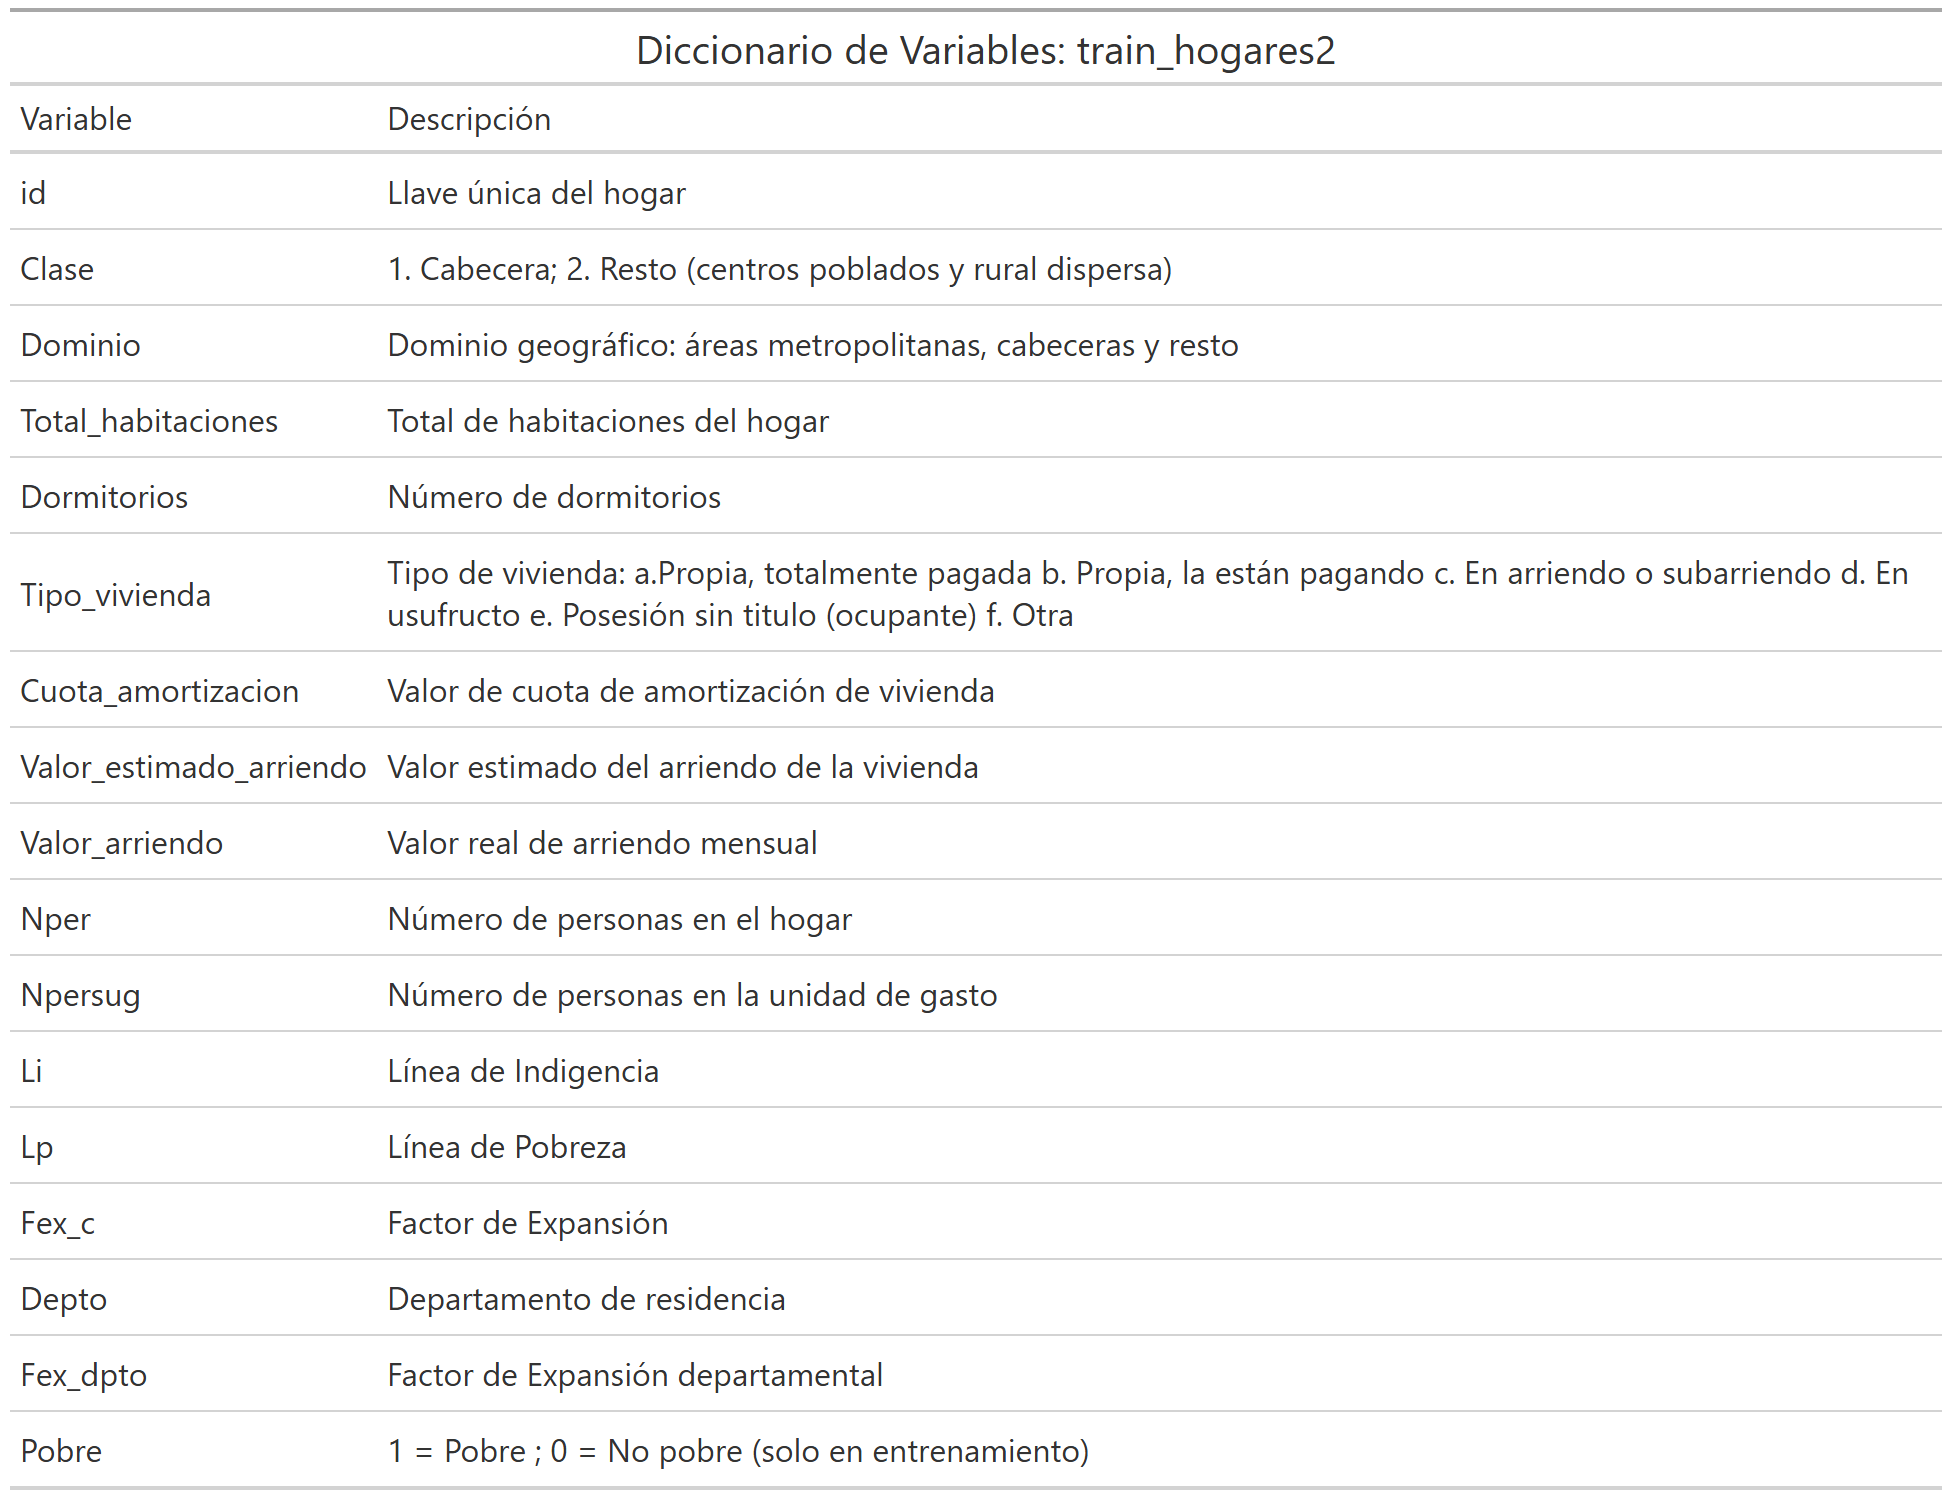 Diccionario de Variables: train_hogares2
Variable Descripción
id Llave única del hogar
Clase 1. Cabecera; 2. Resto (centros poblados y rural dispersa)
Dominio Dominio geográfico: áreas metropolitanas, cabeceras y resto
Total_habitaciones Total de habitaciones del hogar
Dormitorios Número de dormitorios
Tipo_vivienda Tipo de vivienda: a.Propia, totalmente pagada b. Propia, la están pagando c. En arriendo o subarriendo d. En
usufructo e. Posesión sin titulo (ocupante) f. Otra
Cuota_amortizacion Valor de cuota de amortización de vivienda
Valor_estimado_arriendo Valor estimado del arriendo de la vivienda
Valor_arriendo Valor real de arriendo mensual
Nper Número de personas en el hogar
Npersug Número de personas en la unidad de gasto
Li Línea de Indigencia
Lp Línea de Pobreza
Fex_c Factor de Expansión
Depto Departamento de residencia
Fex_dpto Factor de Expansión departamental
Pobre 1 = Pobre ; 0 = No pobre (solo en entrenamiento)